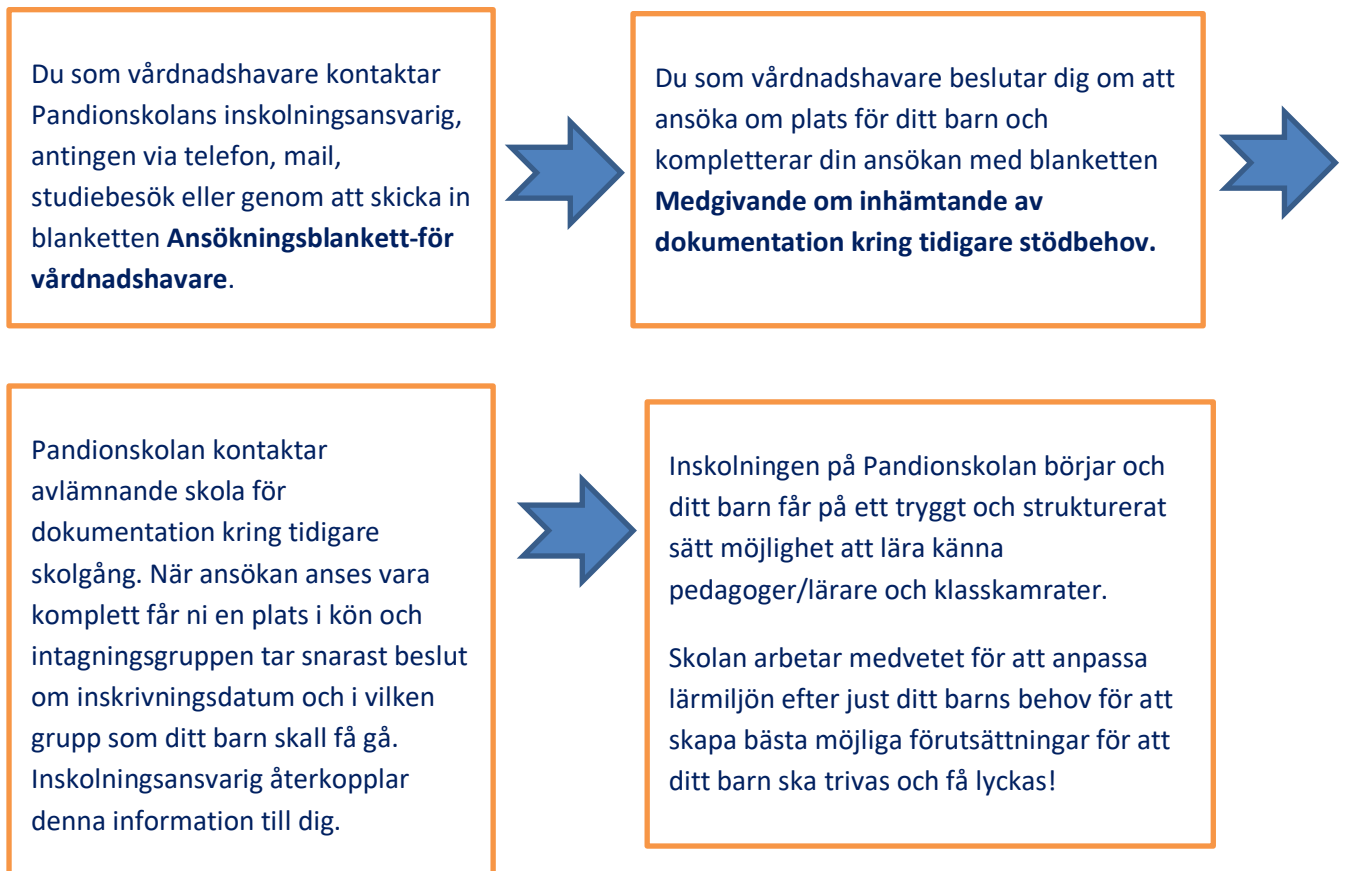 Du som vårdnadshavare kontaktar
Pandionskolans inskolningsansvarig,
antingen via telefon, mail,
studiebesök eller genom att skicka in
blanketten Ansökningsblankett-för
vårdnadshavare.
Du som vårdnadshavare beslutar dig om att
ansöka om plats för ditt barn och
kompletterar din ansökan med blanketten
Medgivande om inhämtande av
dokumentation kring tidigare stödbehov.
Pandionskolan kontaktar
avlämnande skola för
dokumentation kring tidigare
skolgång. När ansökan anses vara
komplett får ni en plats i kön och
intagningsgruppen tar snarast beslut
om inskrivningsdatum och i vilken
grupp som ditt barn skall få gå.
Inskolningsansvarig återkopplar
denna information till dig.
Inskolningen på Pandionskolan börjar och
ditt barn får på ett tryggt och strukturerat
sätt möjlighet att lära känna
pedagoger/lärare och klasskamrater.
Skolan arbetar medvetet för att anpassa
lärmiljön efter just ditt barns behov för att
skapa bästa möjliga förutsättningar för att
ditt barn ska trivas och få lyckas!